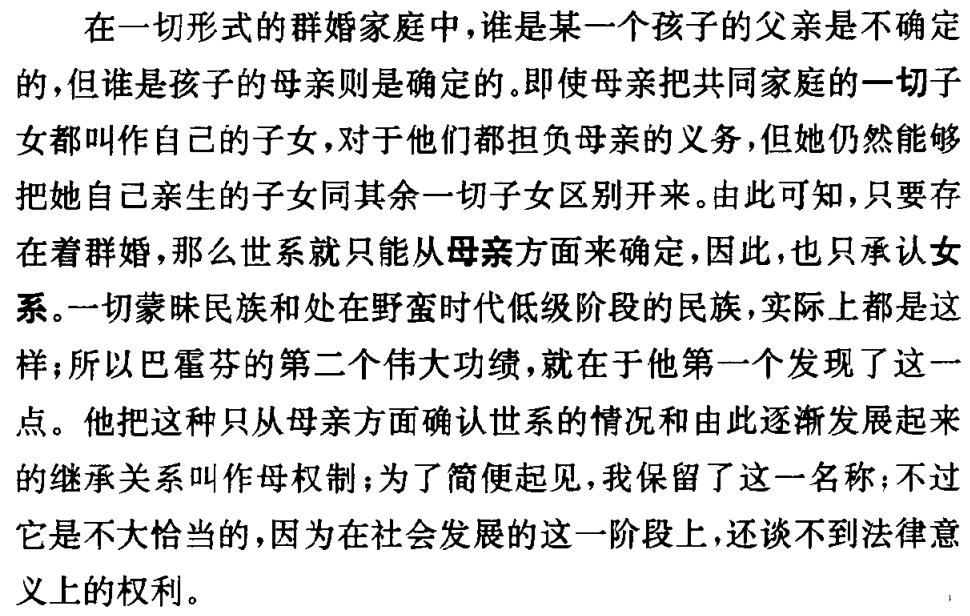 在一切形式的群婚家庭中，谁是某一个孩子的父亲是不确定
的，但谁是孩子的母亲则是确定的。即使母亲把共同家庭的一切子
女都叫作自己的子女，对于他们都担负母亲的义务，但她仍然能够
把她自己亲生的子女同其余一切子女区别开来。由此可知，只要存
在着群婚，那么世系就只能从母亲方面来确定，因此，也只承认女
系。一切蒙昧民族和处在野蛮时代低级阶段的民族，实际上都是这
样；所以巴霍芬的第二个伟大功绩，就在于他第一个发现了这一
点。他把这种只从母亲方面确认世系的情况和由此逐渐发展起来
的继承关系叫作母权制；为了简便起见，我保留了这一名称；不过
它是不大恰当的，因为在社会发展的这一阶段上，还谈不到法律意
义上的权利。